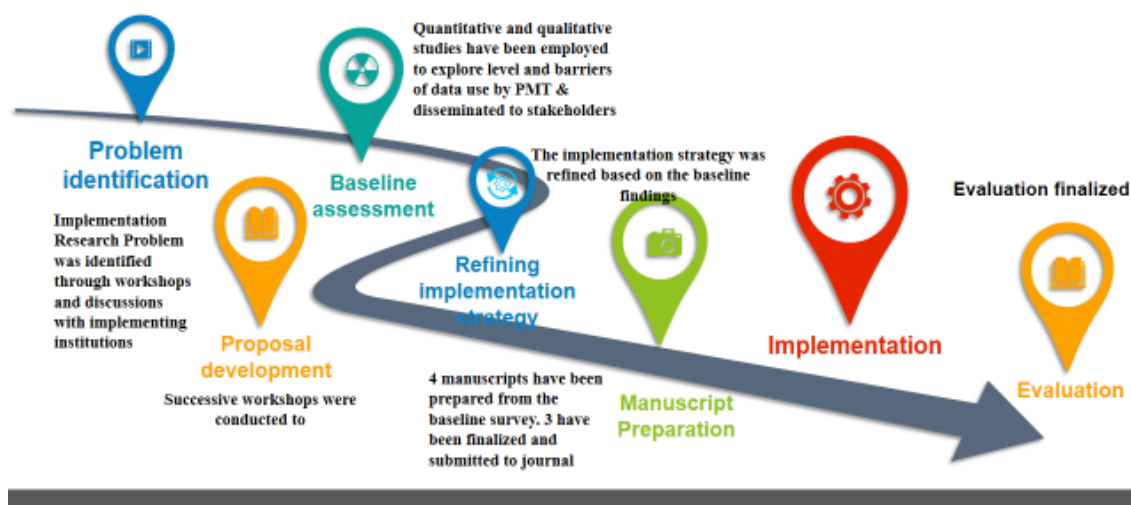 Problem
identification
Implementation
Research Problem
was identified
through workshops
and discussions
with implementing
institutions
Proposal
development
Successive workshops were
conducted to
Baseline
assessment
Quantitative and qualitative
studies have been employed
to explore level and barriers
of data use by PMT &
disseminated to stakeholders
Refining
implementation
strategy
The implementation strategy was
refined based on the baseline
findings
Manuscript
Preparation
4 manuscripts have been
prepared from the
baseline survey. 3 have
been finalized and
submitted to journal
Implementation
Evaluation finalized
Evaluation